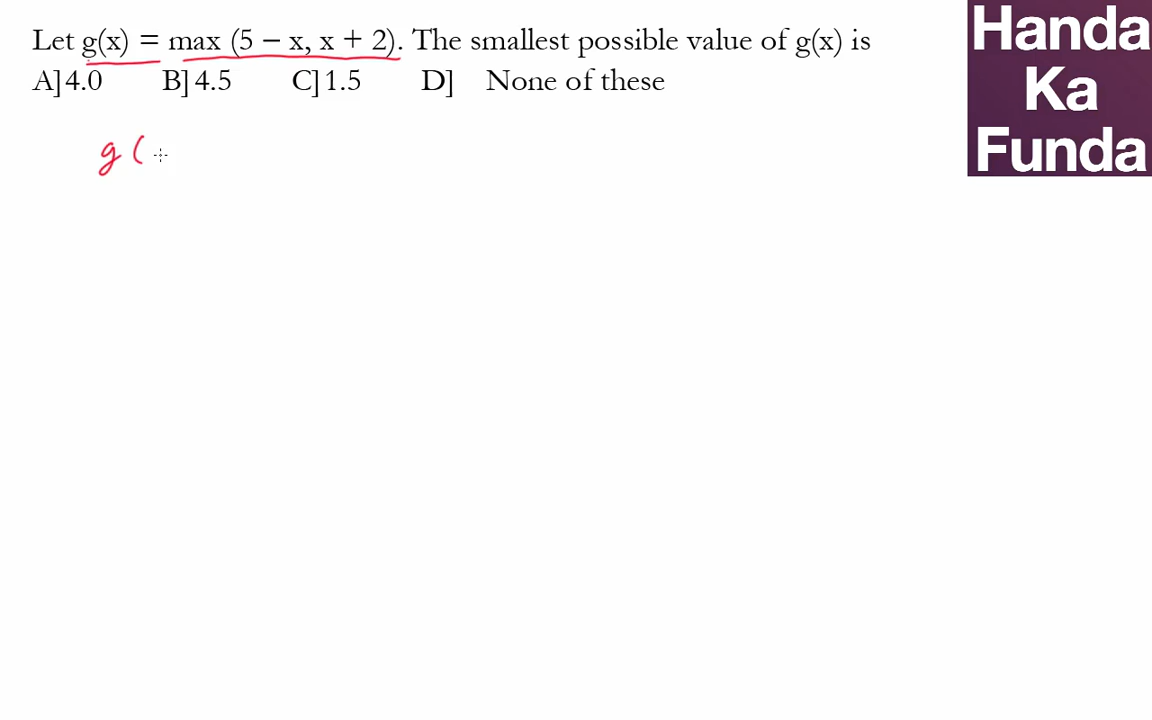 Let g(x) = max (5 − x, x + 2). The smallest possible value of g(x) is
A] 4.0 B] 4.5 C] 1.5 D] None of these
g (
Handa
Ka
Funda